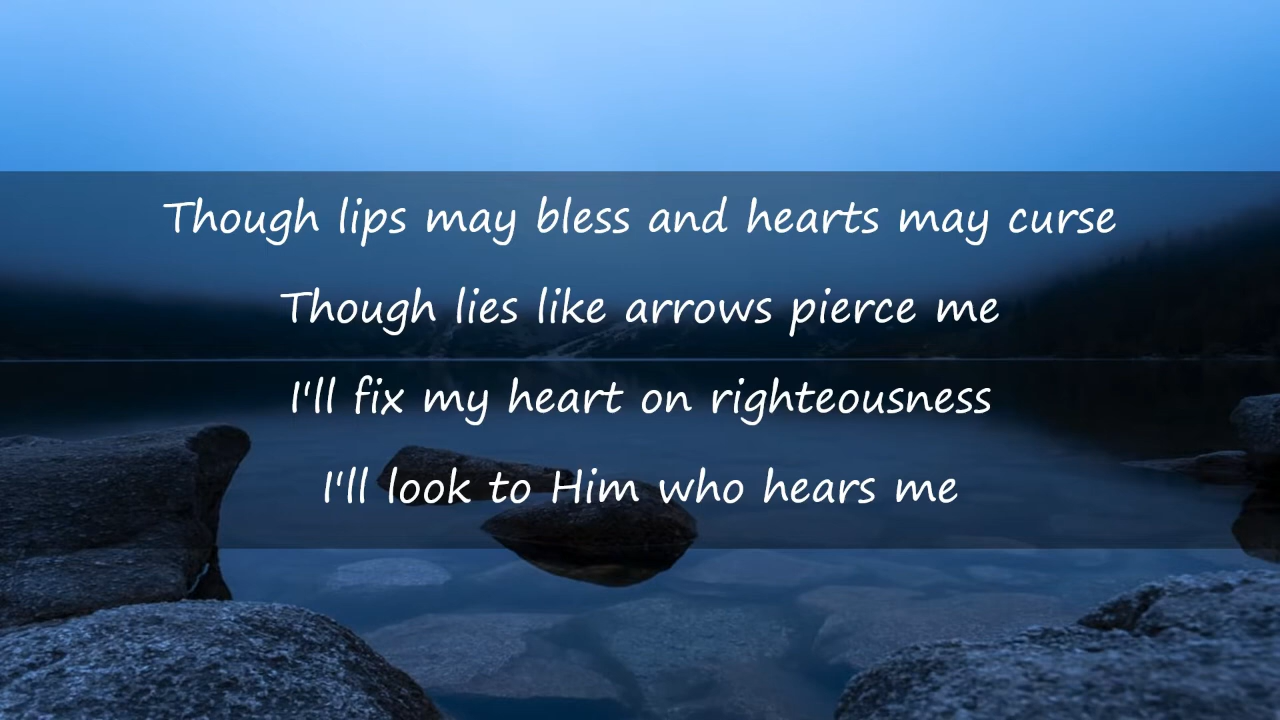 Though lips may bless and hearts may curse
Though lies like arrows pierce me
I'll fix my heart on righteousness
I'll look to Him who hears me